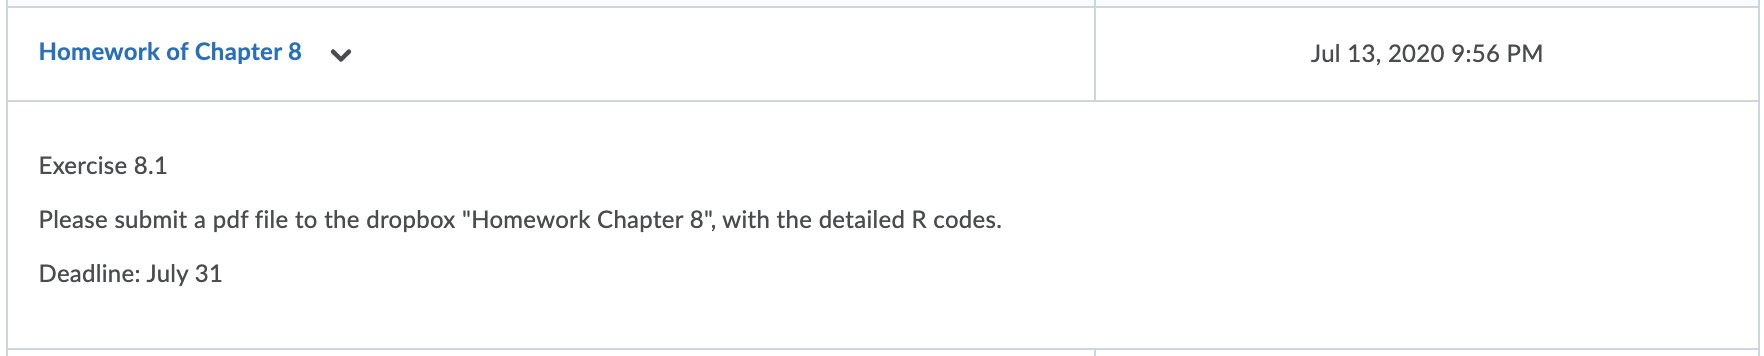 Homework of Chapter 8
Jul 13, 2020 9:56 PM
Exercise 8.1
Please submit a pdf file to the dropbox "Homework Chapter 8", with the detailed R codes.
Deadline: July 31